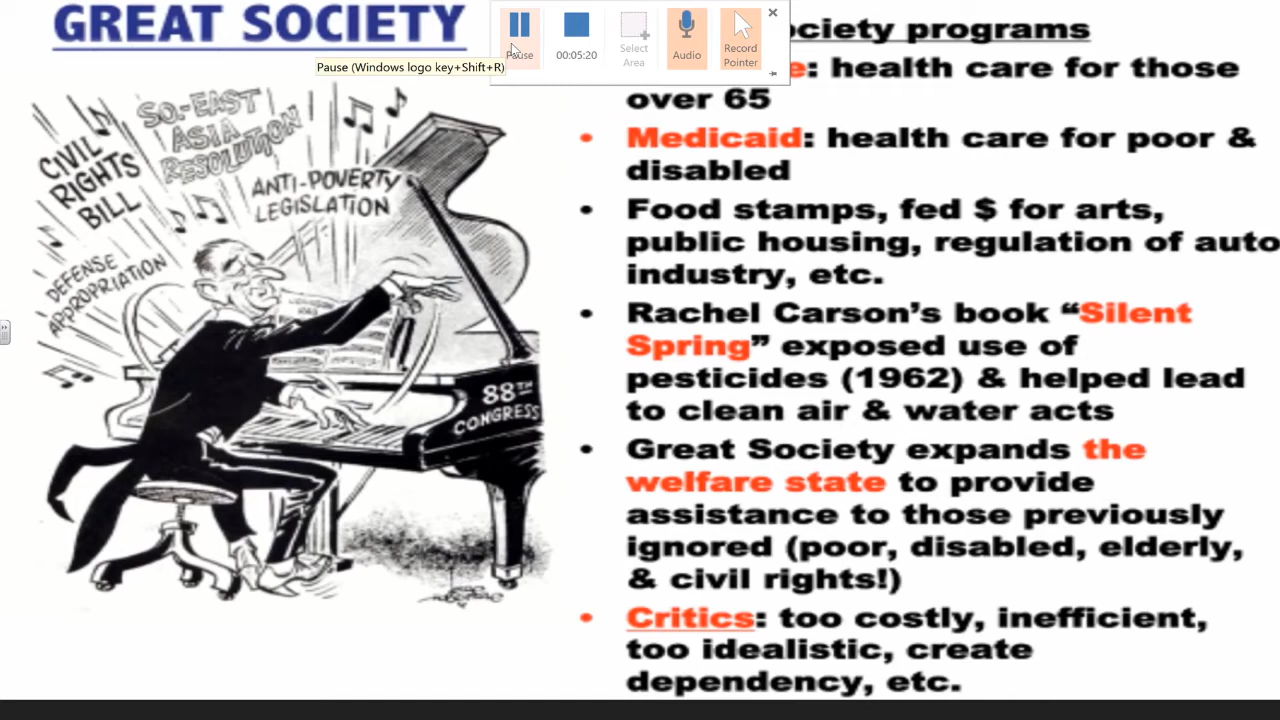 GREAT SOCIETY
Pause
00:05:20
Select
Area
Audio
Record
Pointer
Pause (Windows logo key+Shift+R)
ociety programs
e: health care for those
over 65
• Medicaid: health care for poor &
disabled
• Food stamps, fed $ for arts,
public housing, regulation of auto
industry, etc.
• Rachel Carson’s book “Silent
Spring” exposed use of
pesticides (1962) & helped lead
to clean air & water acts
• Great Society expands the
welfare state to provide
assistance to those previously
ignored (poor, disabled, elderly,
& civil rights!)
• Critics: too costly, inefficient,
too idealistic, create
dependency, etc.
CIVIL
RIGHTS
BILL
SO.-EAST
ASIA
RESOLUTION
ANTI-POVERTY
LEGISLATION
DEFENSE
APPROPRIATION
88TH
CONGRESS